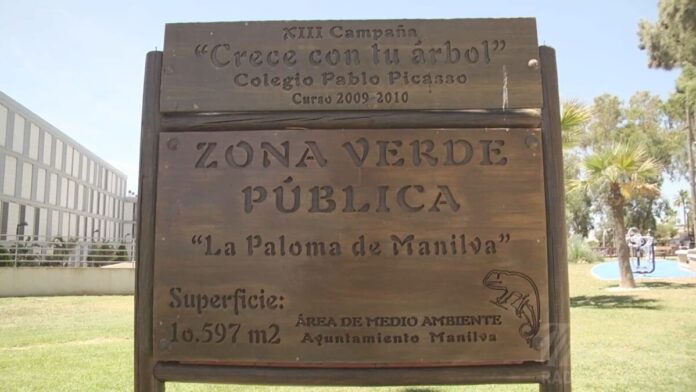 XIII Campaña
“Crece con tu árbol”
Colegio Pablo Picasso
Curso 2009-2010
ZONA VERDE
PÚBLICA
“La Paloma de Manilva”
Superficie:
10.597 m2
ÁREA DE MEDIO AMBIENTE
Ayuntamiento Manilva